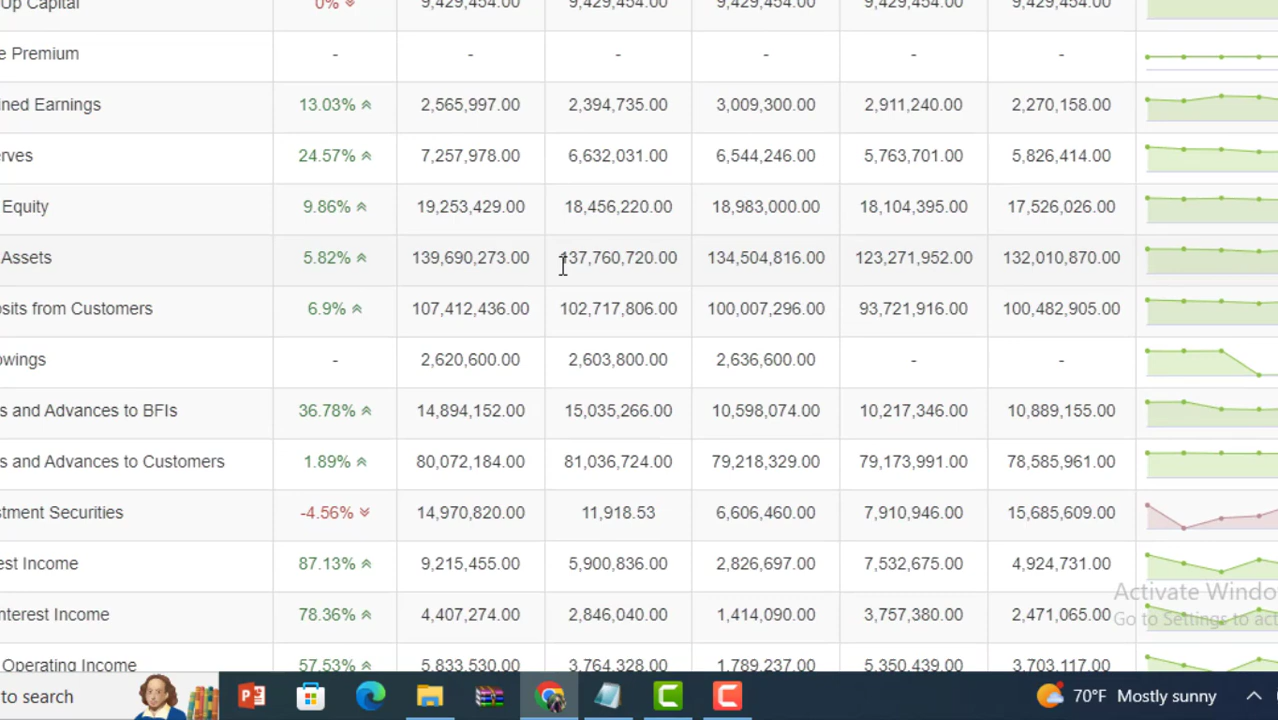 Up Capital 0% 9,429,454.00 9,429,454.00 9,429,454.00 9,429,454.00 9,429,454.00
e Premium - - - - - -
ined Earnings 13.03% 2,565,997.00 2,394,735.00 3,009,300.00 2,911,240.00 2,270,158.00
erves 24.57% 7,257,978.00 6,632,031.00 6,544,246.00 5,763,701.00 5,826,414.00
Equity 9.86% 19,253,429.00 18,456,220.00 18,983,000.00 18,104,395.00 17,526,026.00
Assets 5.82% 139,690,273.00 137,760,720.00 134,504,816.00 123,271,952.00 132,010,870.00
osits from Customers 6.9% 107,412,436.00 102,717,806.00 100,007,296.00 93,721,916.00 100,482,905.00
owings - 2,620,600.00 2,603,800.00 2,636,600.00 - -
s and Advances to BFIs 36.78% 14,894,152.00 15,035,266.00 10,598,074.00 10,217,346.00 10,889,155.00
s and Advances to Customers 1.89% 80,072,184.00 81,036,724.00 79,218,329.00 79,173,991.00 78,585,961.00
stment Securities -4.56% 14,970,820.00 11,918.53 6,606,460.00 7,910,946.00 15,685,609.00
est Income 87.13% 9,215,455.00 5,900,836.00 2,826,697.00 7,532,675.00 4,924,731.00
Activate Windo
nterest Income 78.36% 4,407,274.00 2,846,040.00 1,414,090.00 3,757,380.00 2,471,065.00
Go to Settings to act
Operating Income 57.53% 5,833,530.00 3,764,328.00 1,789,237.00 5,350,439.00 3,703,117.00
to search
70°F Mostly sunny